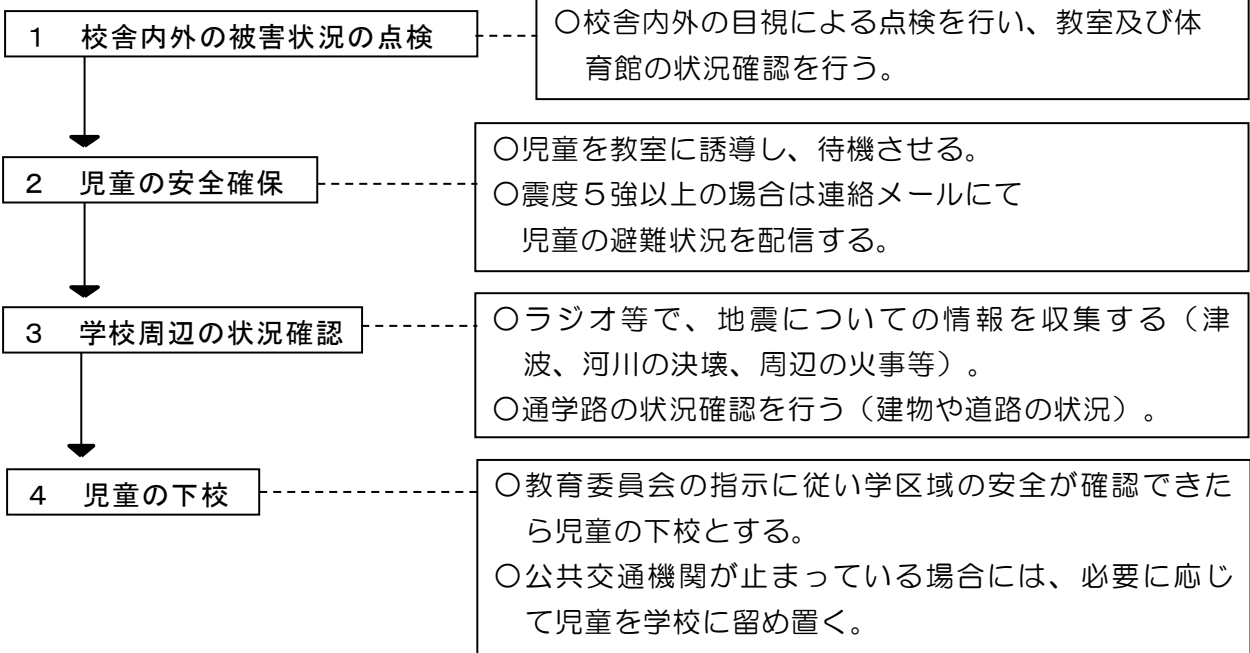 １　校舎内外の被害状況の点検
〇校舎内外の目視による点検を行い、教室及び体
育館の状況確認を行う。
２　児童の安全確保
〇児童を教室に誘導し、待機させる。
〇震度５強以上の場合は連絡メールにて
児童の避難状況を配信する。
３　学校周辺の状況確認
〇ラジオ等で、地震についての情報を収集する（津
波、河川の決壊、周辺の火事等）。
〇通学路の状況確認を行う（建物や道路の状況）。
４　児童の下校
〇教育委員会の指示に従い学区域の安全が確認できた
ら児童の下校とする。
〇公共交通機関が止まっている場合には、必要に応じ
て児童を学校に留め置く。